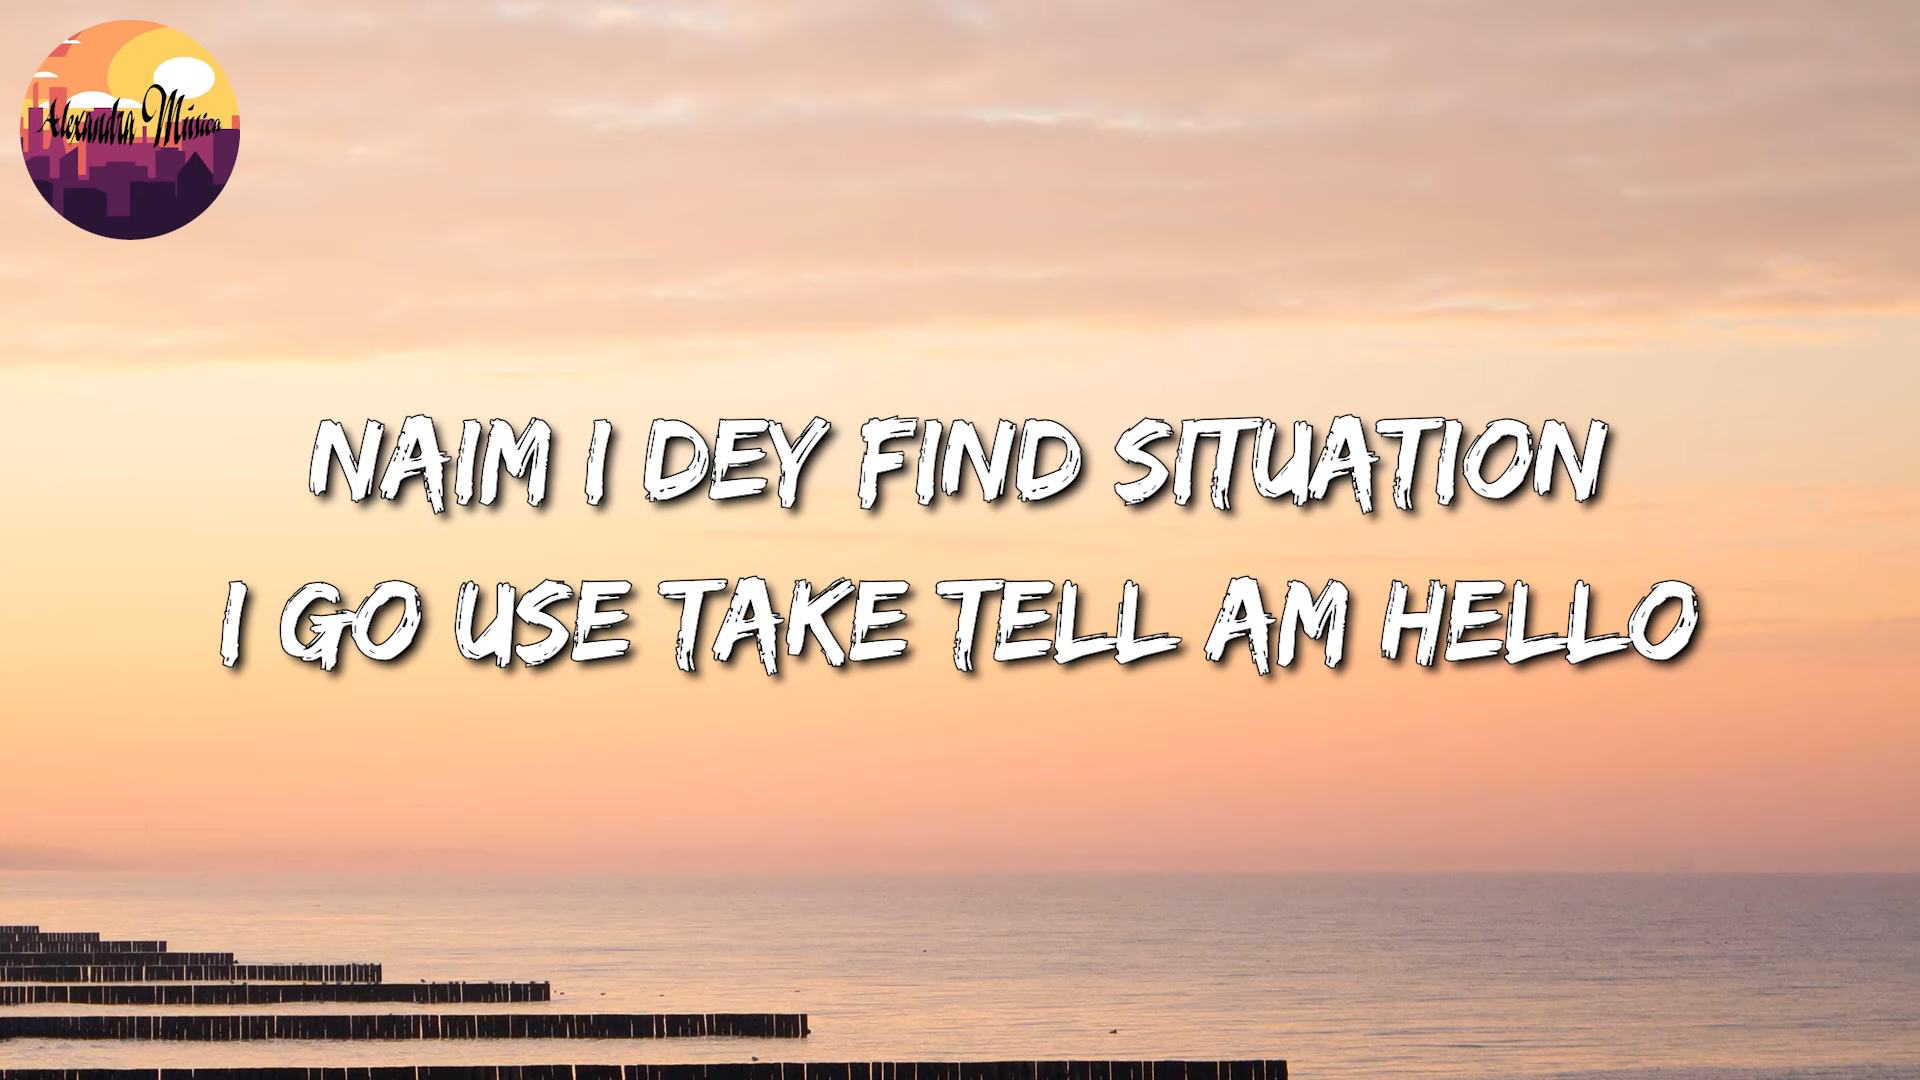 Alexandra Música
NAIM I DEY FIND SITUATION
I GO USE TAKE TELL AM HELLO